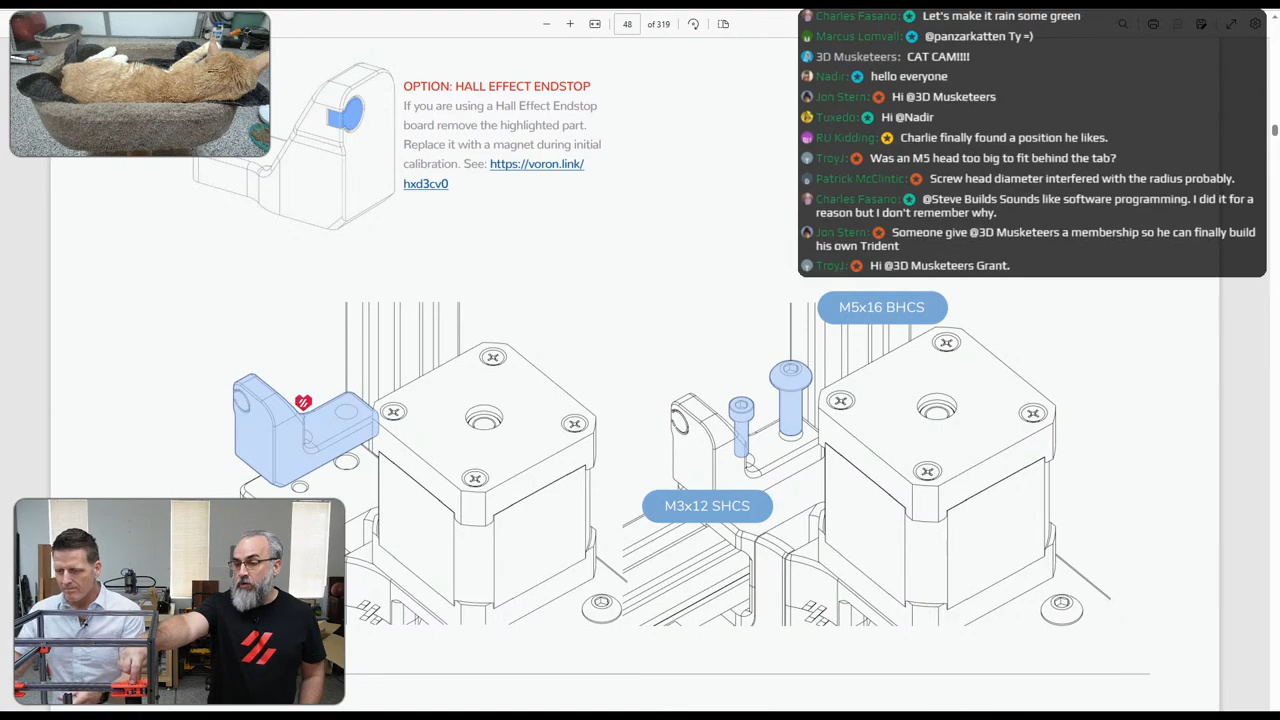 48 of 319
OPTION: HALL EFFECT ENDSTOP
If you are using a Hall Effect Endstop
board remove the highlighted part.
Replace it with a magnet during initial
calibration. See: https://voron.link/
hxd3cv0
Charles Fasano: Let's make it rain some green
Marcus Lomvall: @panzarkatten Ty =)
3D Musketeers: CAT CAM!!!!
Nadir: hello everyone
Jon Stern: Hi @3D Musketeers
Tuxedo: Hi @Nadir
RU Kidding: Charlie finally found a position he likes.
TroyJ: Was an M5 head too big to fit behind the tab?
Patrick McClintic: Screw head diameter interfered with the radius probably.
Charles Fasano: @Steve Builds Sounds like software programming. I did it for a
reason but I don't remember why.
Jon Stern: Someone give @3D Musketeers a membership so he can finally build
his own Trident
TroyJ: Hi @3D Musketeers Grant.
M5x16 BHCS
M3x12 SHCS